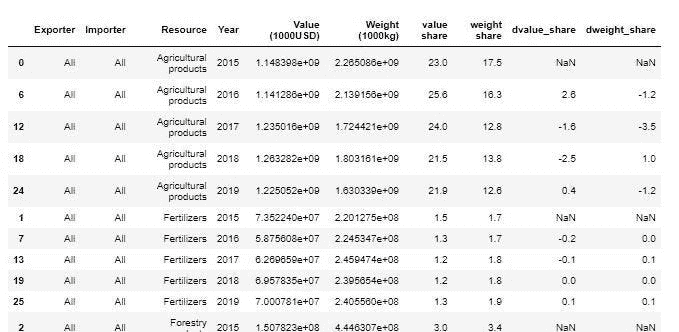 Exporter Importer Resource Year Value (1000USD) Weight (1000kg) value share weight share dvalue_share dweight_share
0 All All Agricultural products 2015 1.148398e+09 2.265086e+09 23.0 17.5 NaN NaN
6 All All Agricultural products 2016 1.141286e+09 2.139156e+09 25.6 16.3 2.6 -1.2
12 All All Agricultural products 2017 1.235016e+09 1.724421e+09 24.0 12.8 -1.6 -3.5
18 All All Agricultural products 2018 1.263282e+09 1.803161e+09 21.5 13.8 -2.5 1.0
24 All All Agricultural products 2019 1.225052e+09 1.630339e+09 21.9 12.6 0.4 -1.2
1 All All Fertilizers 2015 7.352240e+07 2.201275e+08 1.5 1.7 NaN NaN
7 All All Fertilizers 2016 5.875608e+07 2.245347e+08 1.3 1.7 -0.2 0.0
13 All All Fertilizers 2017 6.269659e+07 2.459474e+08 1.2 1.8 -0.1 0.1
19 All All Fertilizers 2018 6.957835e+07 2.395654e+08 1.2 1.8 0.0 0.0
25 All All Fertilizers 2019 7.000781e+07 2.405560e+08 1.3 1.9 0.1 0.1
2 All All Forestry 2015 1.507823e+08 4.446307e+08 3.0 3.4 NaN NaN